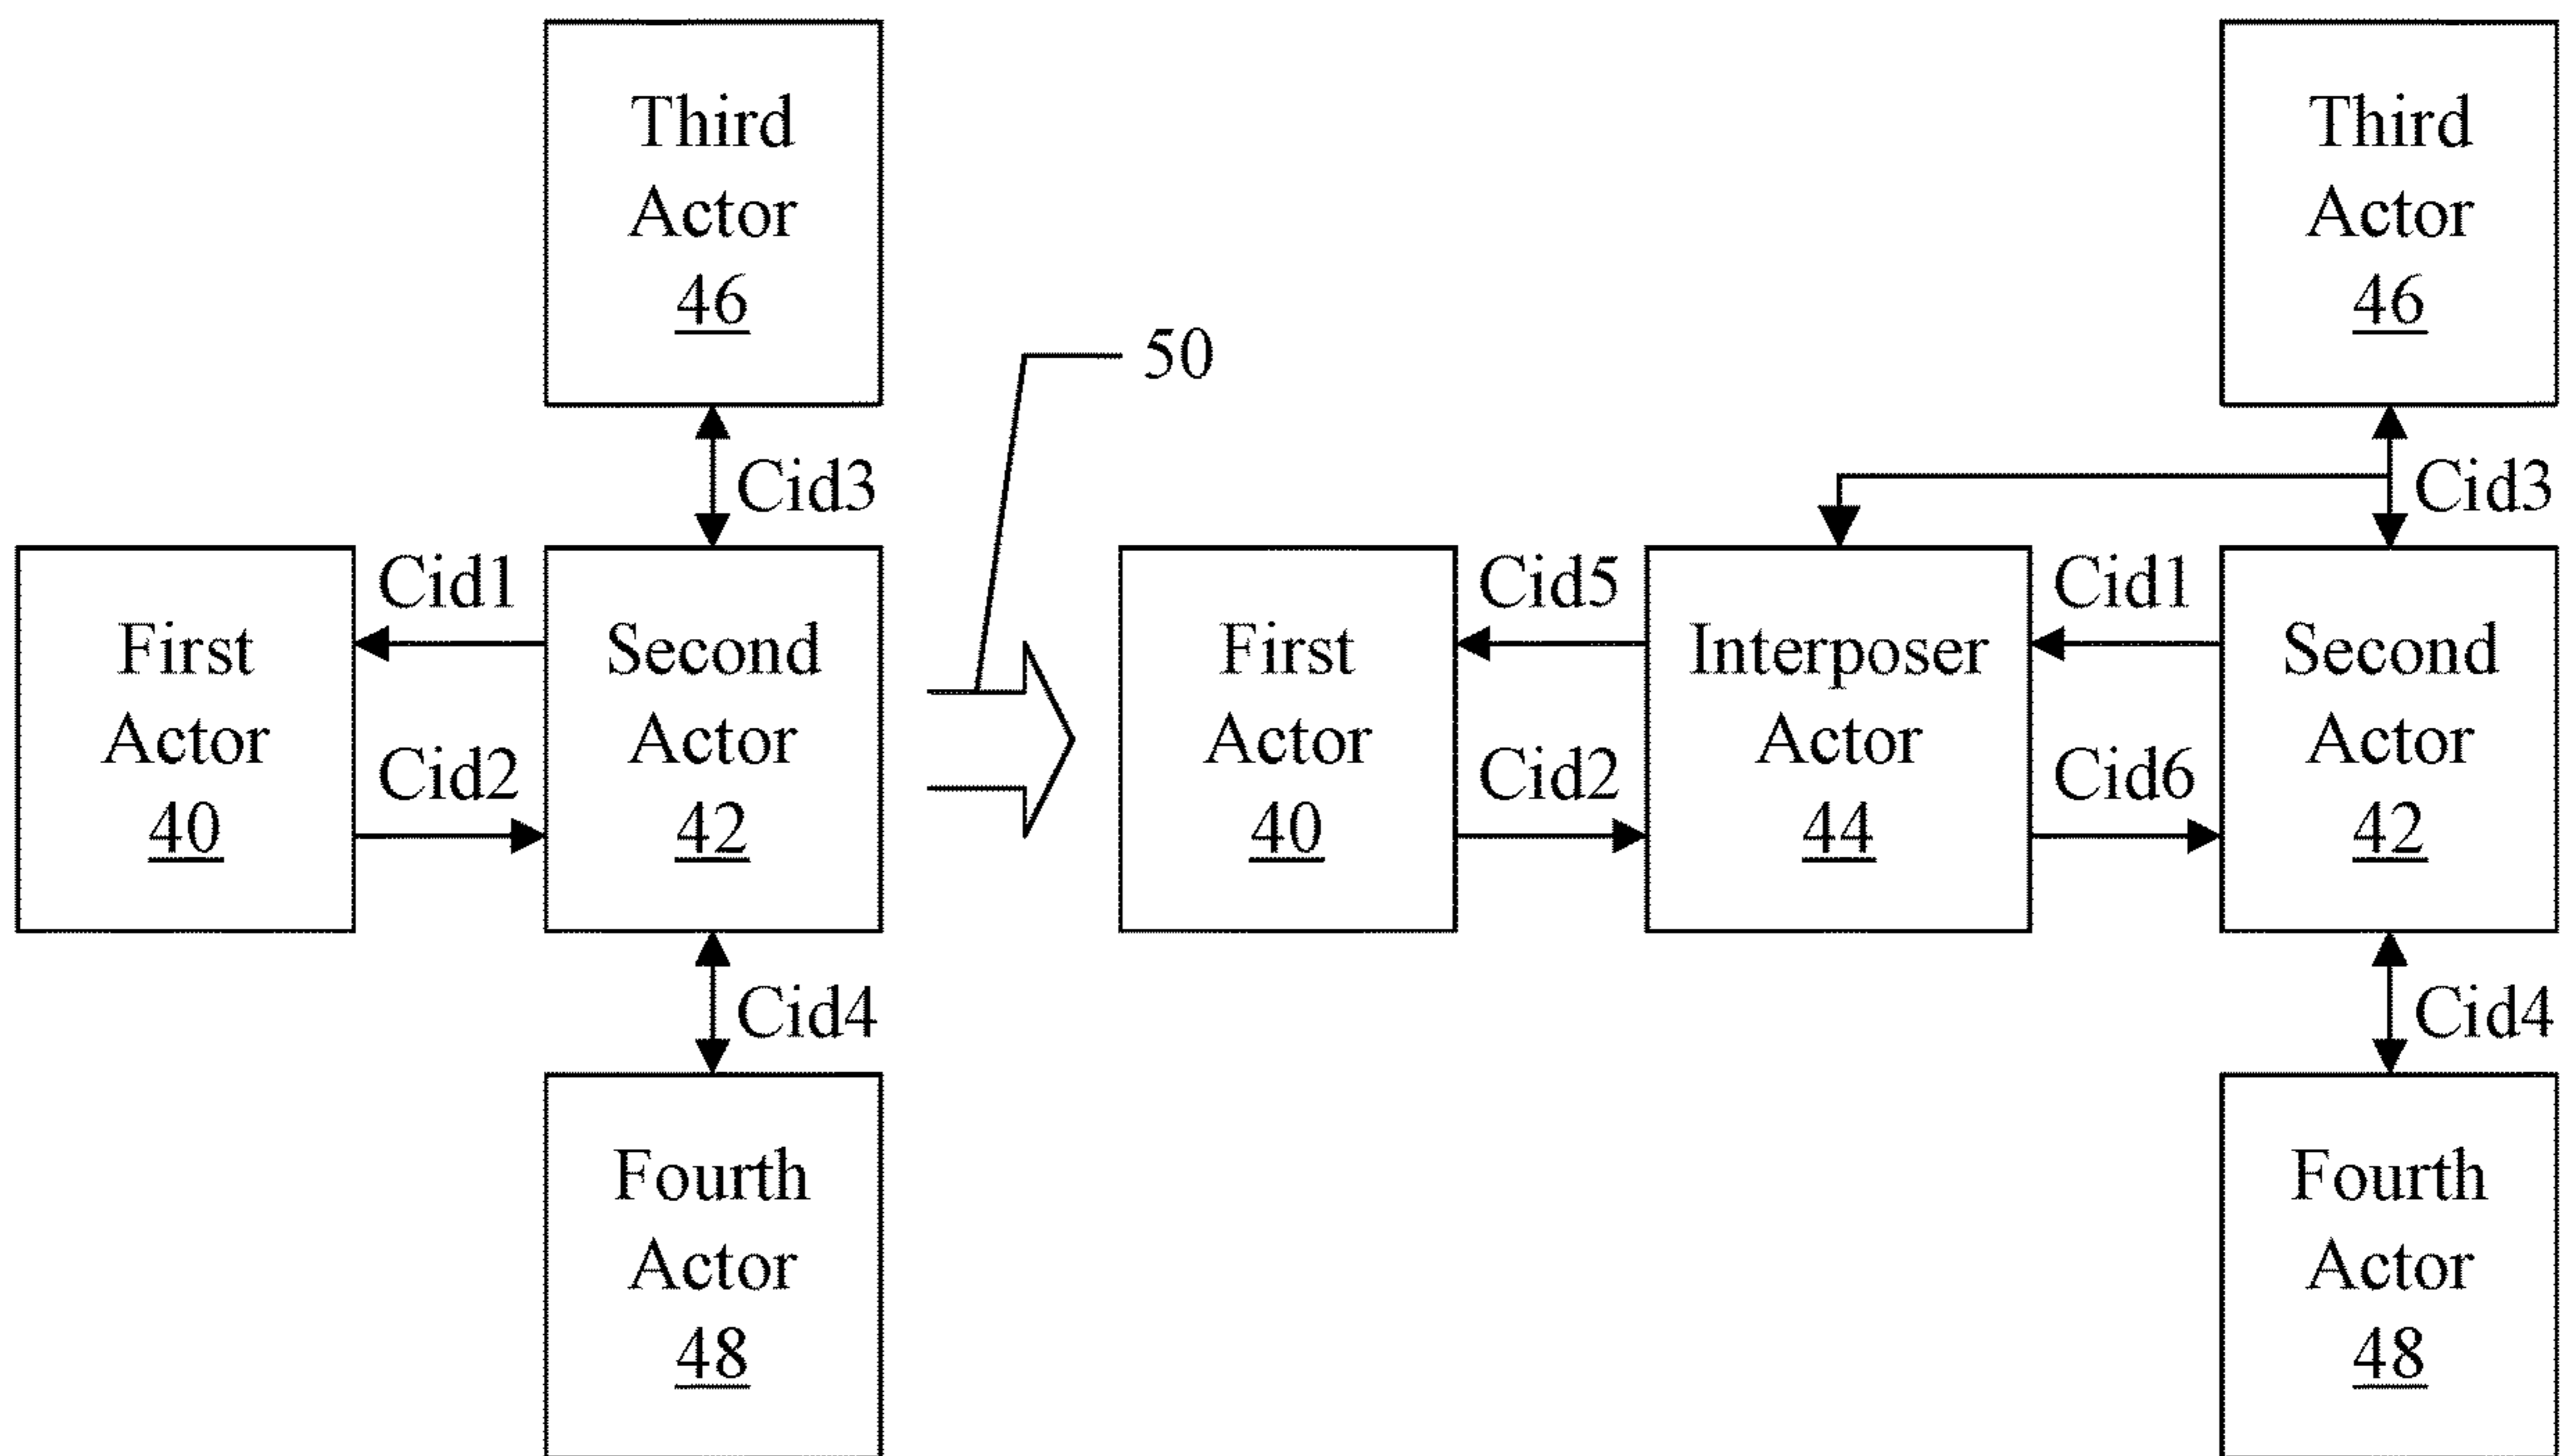 Third
Actor
46
Cid3
First
Actor
40
Cid1
Cid2
Second
Actor
42
Cid4
Fourth
Actor
48
50
Third
Actor
46
Cid3
First
Actor
40
Cid5
Cid2
Interposer
Actor
44
Cid1
Cid6
Second
Actor
42
Cid4
Fourth
Actor
48